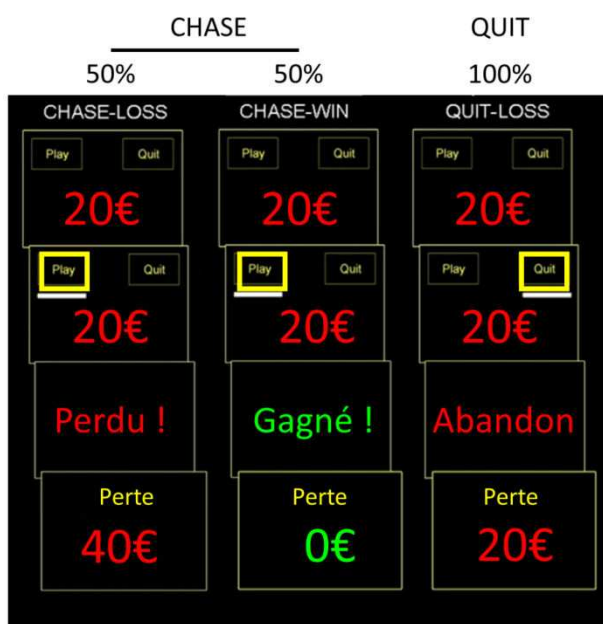 CHASE QUIT
50% 50% 100%
CHASE-LOSS CHASE-WIN QUIT-LOSS
Play Quit Play Quit Play Quit
20€ 20€ 20€
Play Quit Play Quit Play Quit
20€ 20€ 20€
Perdu ! Gagné ! Abandon
Perte Perte Perte
40€ 0€ 20€